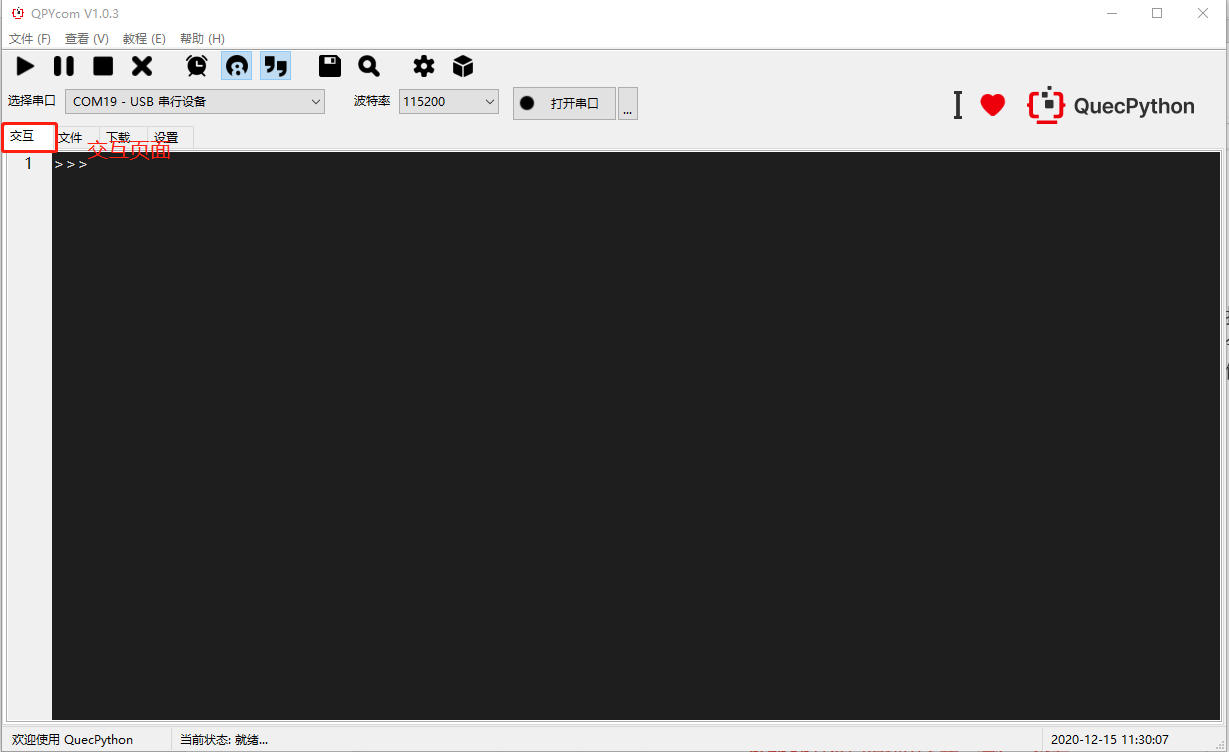 QPYcom V1.0.3
文件 (F) 查看 (V) 教程 (E) 帮助 (H)
选择串口 COM19 - USB 串行设备 波特率 115200 打开串口 ...
I QuecPython
交互 文件 下载 设置
交互页面
1 >>>
欢迎使用 QuecPython 当前状态: 就绪... 2020-12-15 11:30:07